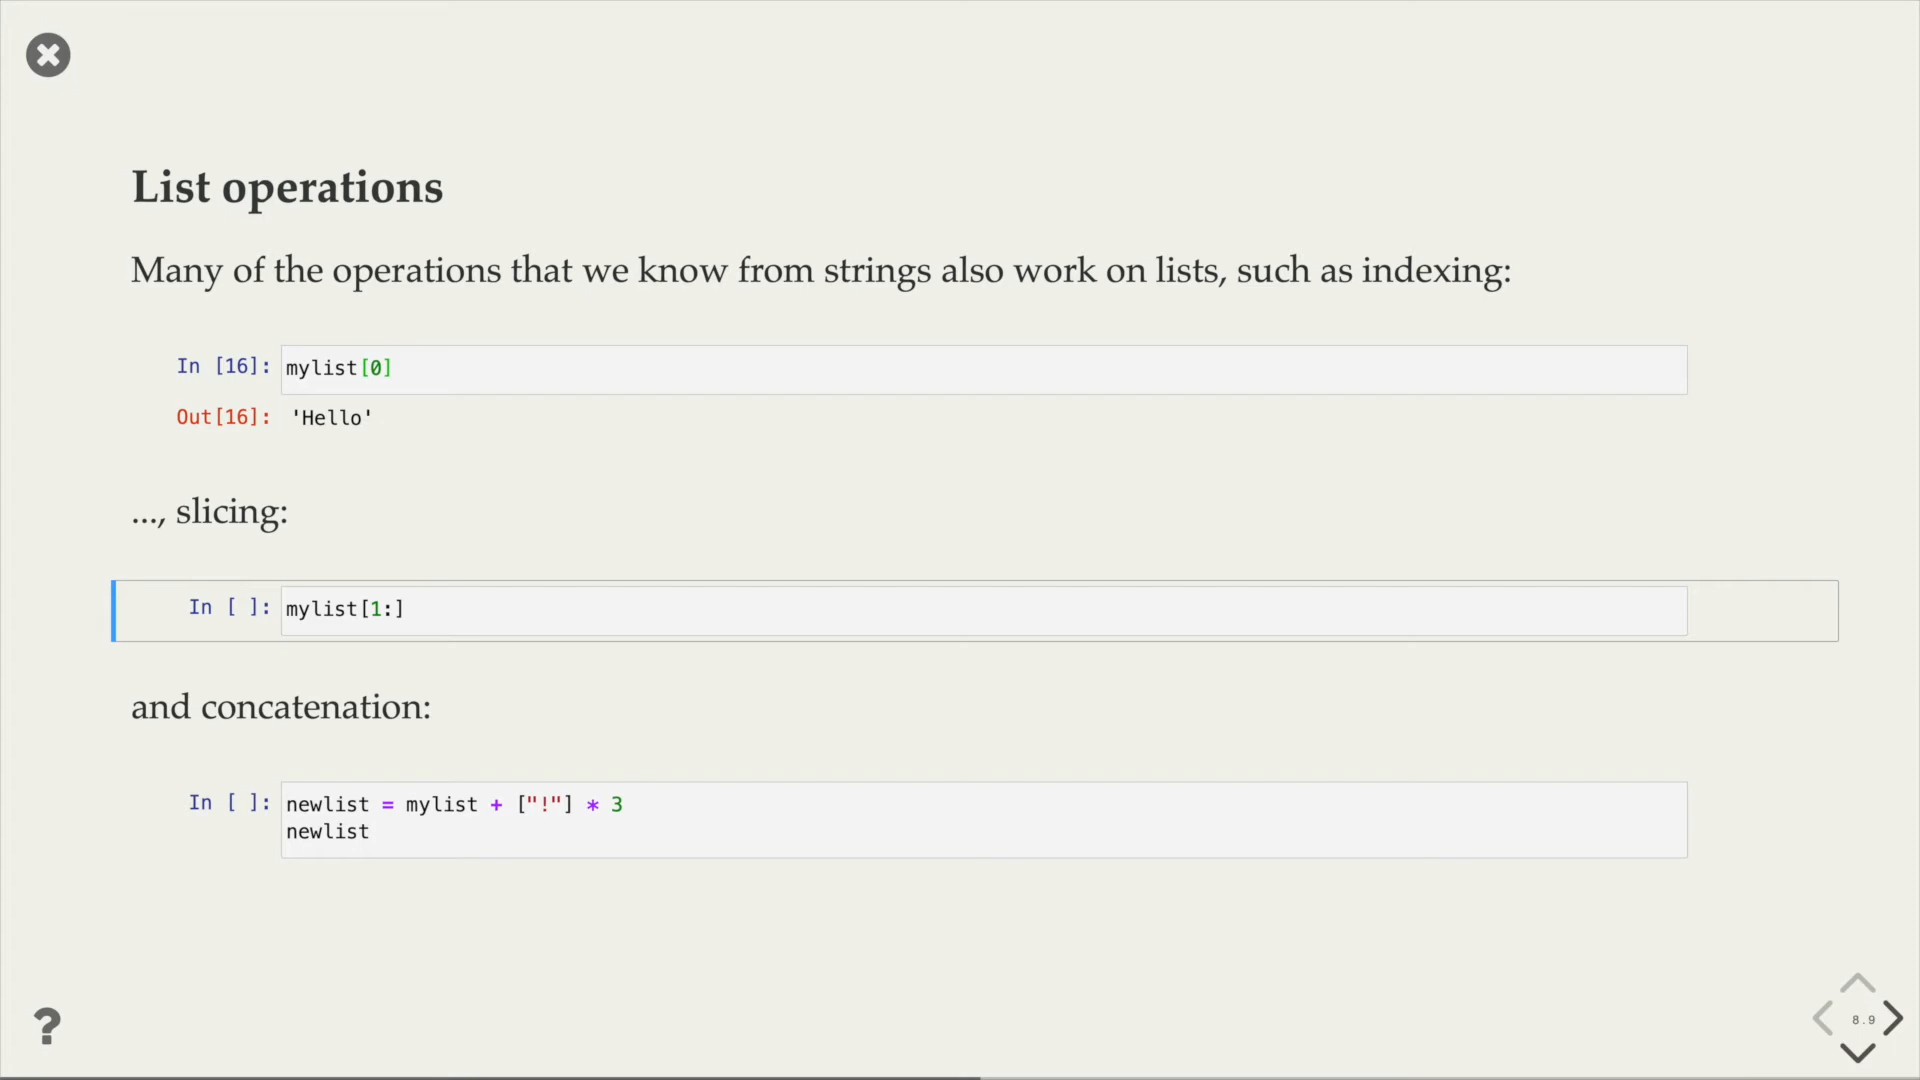 List operations
Many of the operations that we know from strings also work on lists, such as indexing:
In [16]: mylist[0]
Out[16]: 'Hello'
..., slicing:
In [ ]: mylist[1:]
and concatenation:
In [ ]: newlist = mylist + ["!"] * 3
newlist
?
8.9